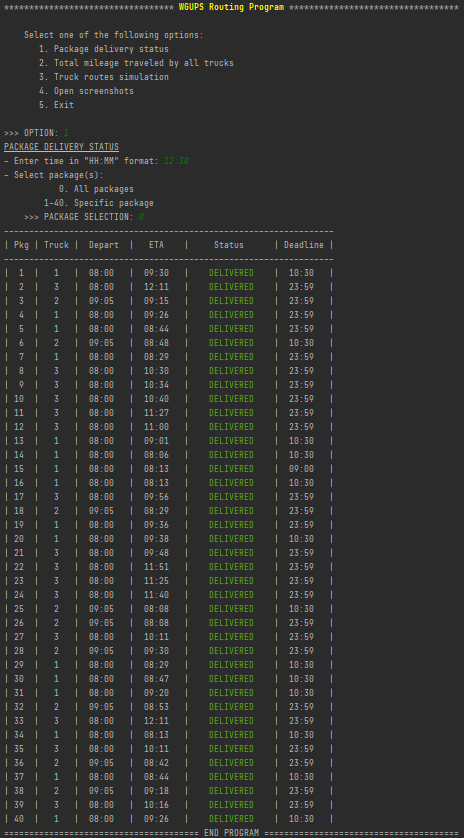 ********************************** WGUPS Routing Program **********************************
Select one of the following options:
1. Package delivery status
2. Total mileage traveled by all trucks
3. Truck routes simulation
4. Open screenshots
5. Exit
>>> OPTION: 1
PACKAGE DELIVERY STATUS
- Enter time in "HH:MM" format: 12:30
- Select package(s):
0. All packages
1-40. Specific package
>>> PACKAGE SELECTION: 0
------------------------------------------------------------------
| Pkg | Truck | Depart | ETA | Status | Deadline |
------------------------------------------------------------------
| 1 | 1 | 08:00 | 09:30 | DELIVERED | 10:30 |
| 2 | 3 | 08:00 | 12:11 | DELIVERED | 23:59 |
| 3 | 2 | 09:05 | 09:15 | DELIVERED | 23:59 |
| 4 | 1 | 08:00 | 09:26 | DELIVERED | 23:59 |
| 5 | 1 | 08:00 | 08:44 | DELIVERED | 23:59 |
| 6 | 2 | 09:05 | 08:48 | DELIVERED | 10:30 |
| 7 | 1 | 08:00 | 08:29 | DELIVERED | 23:59 |
| 8 | 3 | 08:00 | 10:30 | DELIVERED | 23:59 |
| 9 | 3 | 08:00 | 10:34 | DELIVERED | 23:59 |
| 10 | 3 | 08:00 | 10:40 | DELIVERED | 23:59 |
| 11 | 3 | 08:00 | 11:27 | DELIVERED | 23:59 |
| 12 | 3 | 08:00 | 11:00 | DELIVERED | 23:59 |
| 13 | 1 | 08:00 | 09:01 | DELIVERED | 10:30 |
| 14 | 1 | 08:00 | 08:06 | DELIVERED | 10:30 |
| 15 | 1 | 08:00 | 08:13 | DELIVERED | 09:00 |
| 16 | 1 | 08:00 | 08:13 | DELIVERED | 10:30 |
| 17 | 3 | 08:00 | 09:56 | DELIVERED | 23:59 |
| 18 | 2 | 09:05 | 08:29 | DELIVERED | 23:59 |
| 19 | 1 | 08:00 | 09:36 | DELIVERED | 23:59 |
| 20 | 1 | 08:00 | 09:38 | DELIVERED | 10:30 |
| 21 | 3 | 08:00 | 09:48 | DELIVERED | 23:59 |
| 22 | 3 | 08:00 | 11:51 | DELIVERED | 23:59 |
| 23 | 3 | 08:00 | 11:25 | DELIVERED | 23:59 |
| 24 | 3 | 08:00 | 11:40 | DELIVERED | 23:59 |
| 25 | 2 | 09:05 | 08:08 | DELIVERED | 10:30 |
| 26 | 2 | 09:05 | 08:08 | DELIVERED | 23:59 |
| 27 | 3 | 08:00 | 10:11 | DELIVERED | 23:59 |
| 28 | 2 | 09:05 | 09:30 | DELIVERED | 23:59 |
| 29 | 1 | 08:00 | 08:29 | DELIVERED | 10:30 |
| 30 | 1 | 08:00 | 08:47 | DELIVERED | 10:30 |
| 31 | 1 | 08:00 | 09:20 | DELIVERED | 10:30 |
| 32 | 2 | 09:05 | 08:53 | DELIVERED | 23:59 |
| 33 | 3 | 08:00 | 12:11 | DELIVERED | 23:59 |
| 34 | 1 | 08:00 | 08:13 | DELIVERED | 10:30 |
| 35 | 3 | 08:00 | 10:11 | DELIVERED | 23:59 |
| 36 | 2 | 09:05 | 08:42 | DELIVERED | 23:59 |
| 37 | 1 | 08:00 | 08:44 | DELIVERED | 10:30 |
| 38 | 2 | 09:05 | 09:18 | DELIVERED | 23:59 |
| 39 | 3 | 08:00 | 10:16 | DELIVERED | 23:59 |
| 40 | 1 | 08:00 | 09:26 | DELIVERED | 10:30 |
======================================= END PROGRAM =======================================